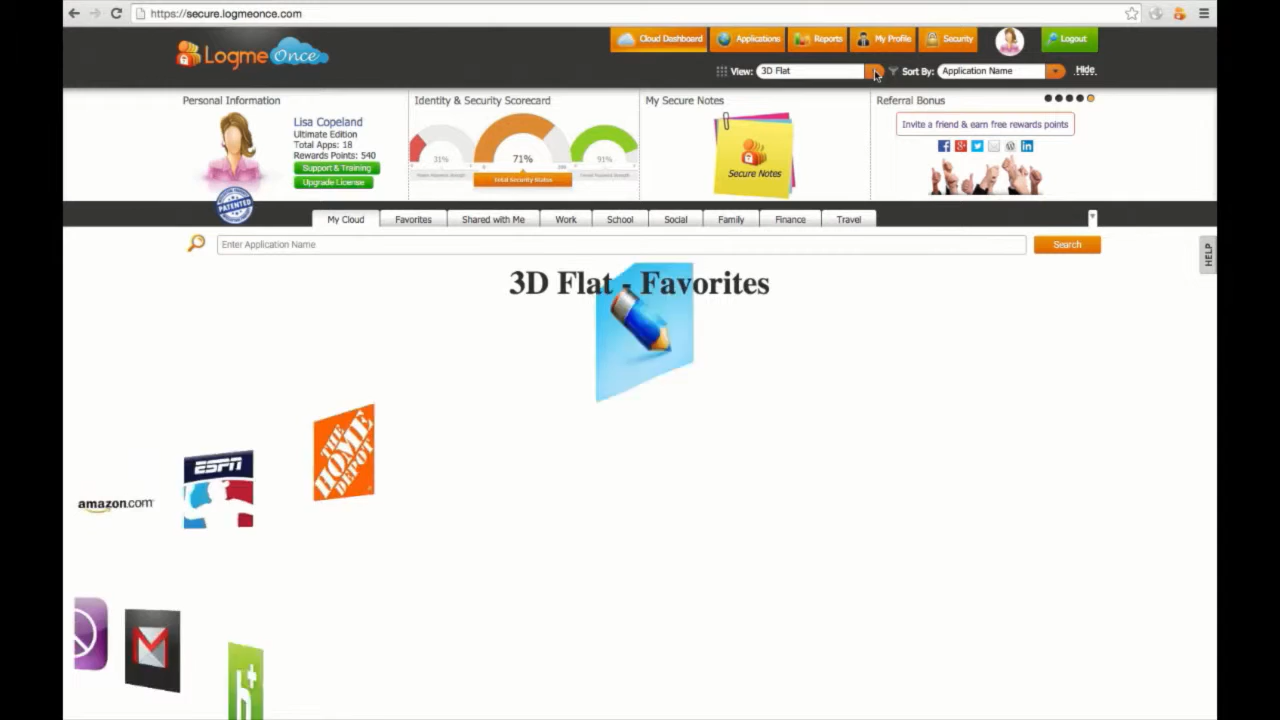 https://secure.logmeonce.com
LogmeOnce
Cloud Dashboard
Applications
Reports
My Profile
Security
Logout
View:
3D Flat
Sort By:
Application Name
Hide
Personal Information
Lisa Copeland
Ultimate Edition
Total Apps: 18
Rewards Points: 540
Support & Training
Upgrade License
PATENTED
Identity & Security Scorecard
31%
71%
91%
Total Security Status
My Secure Notes
Secure Notes
Referral Bonus
Invite a friend & earn free rewards points
My Cloud
Favorites
Shared with Me
Work
School
Social
Family
Finance
Travel
Enter Application Name
Search
HELP
3D Flat - Favorites
THE
HOME
DEPOT
ESPN
amazon.com
h+